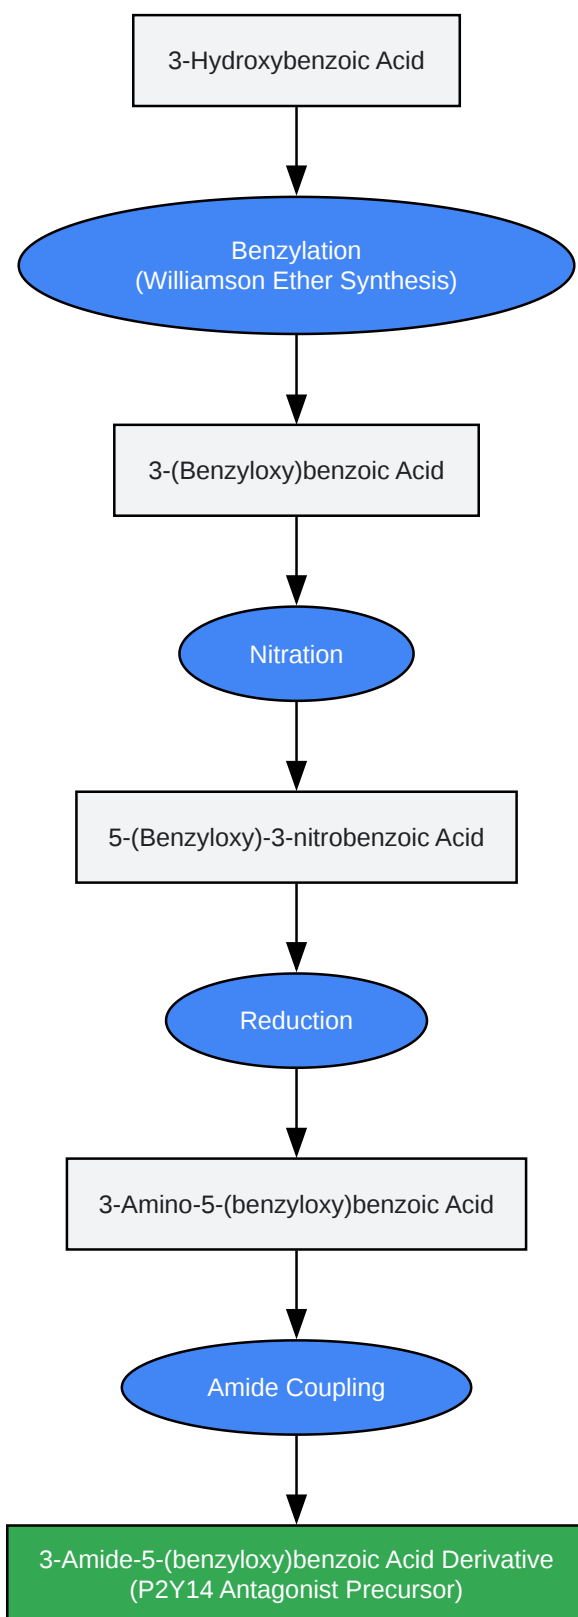 3-Hydroxybenzoic Acid
Benzylation
(Williamson Ether Synthesis)
3-(Benzyloxy)benzoic Acid
Nitration
5-(Benzyloxy)-3-nitrobenzoic Acid
Reduction
3-Amino-5-(benzyloxy)benzoic Acid
Amide Coupling
3-Amide-5-(benzyloxy)benzoic Acid Derivative
(P2Y14 Antagonist Precursor)